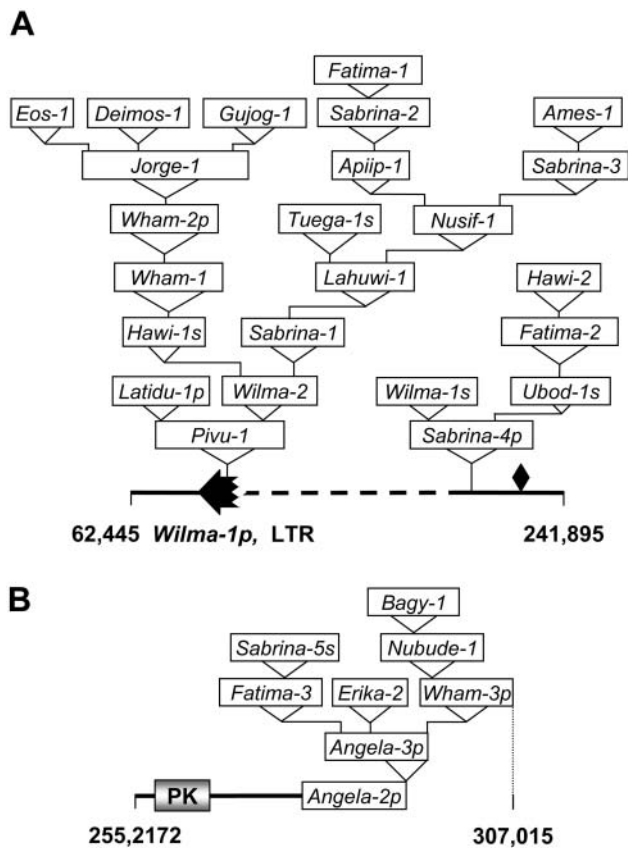 A
Fatima-1
Eos-1 Deimos-1 Gujog-1 Sabrina-2 Ames-1
Jorge-1 Apiip-1 Sabrina-3
Wham-2p Tuega-1s Nusif-1
Wham-1 Lahuwi-1 Hawi-2
Hawi-1s Sabrina-1 Fatima-2
Latidu-1p Wilma-2 Wilma-1s Ubod-1s
Pivu-1 Sabrina-4p
62,445 Wilma-1p, LTR 241,895
B
Bagy-1
Sabrina-5s Nubude-1
Fatima-3 Erika-2 Wham-3p
Angela-3p
PK Angela-2p
255,2172 307,015